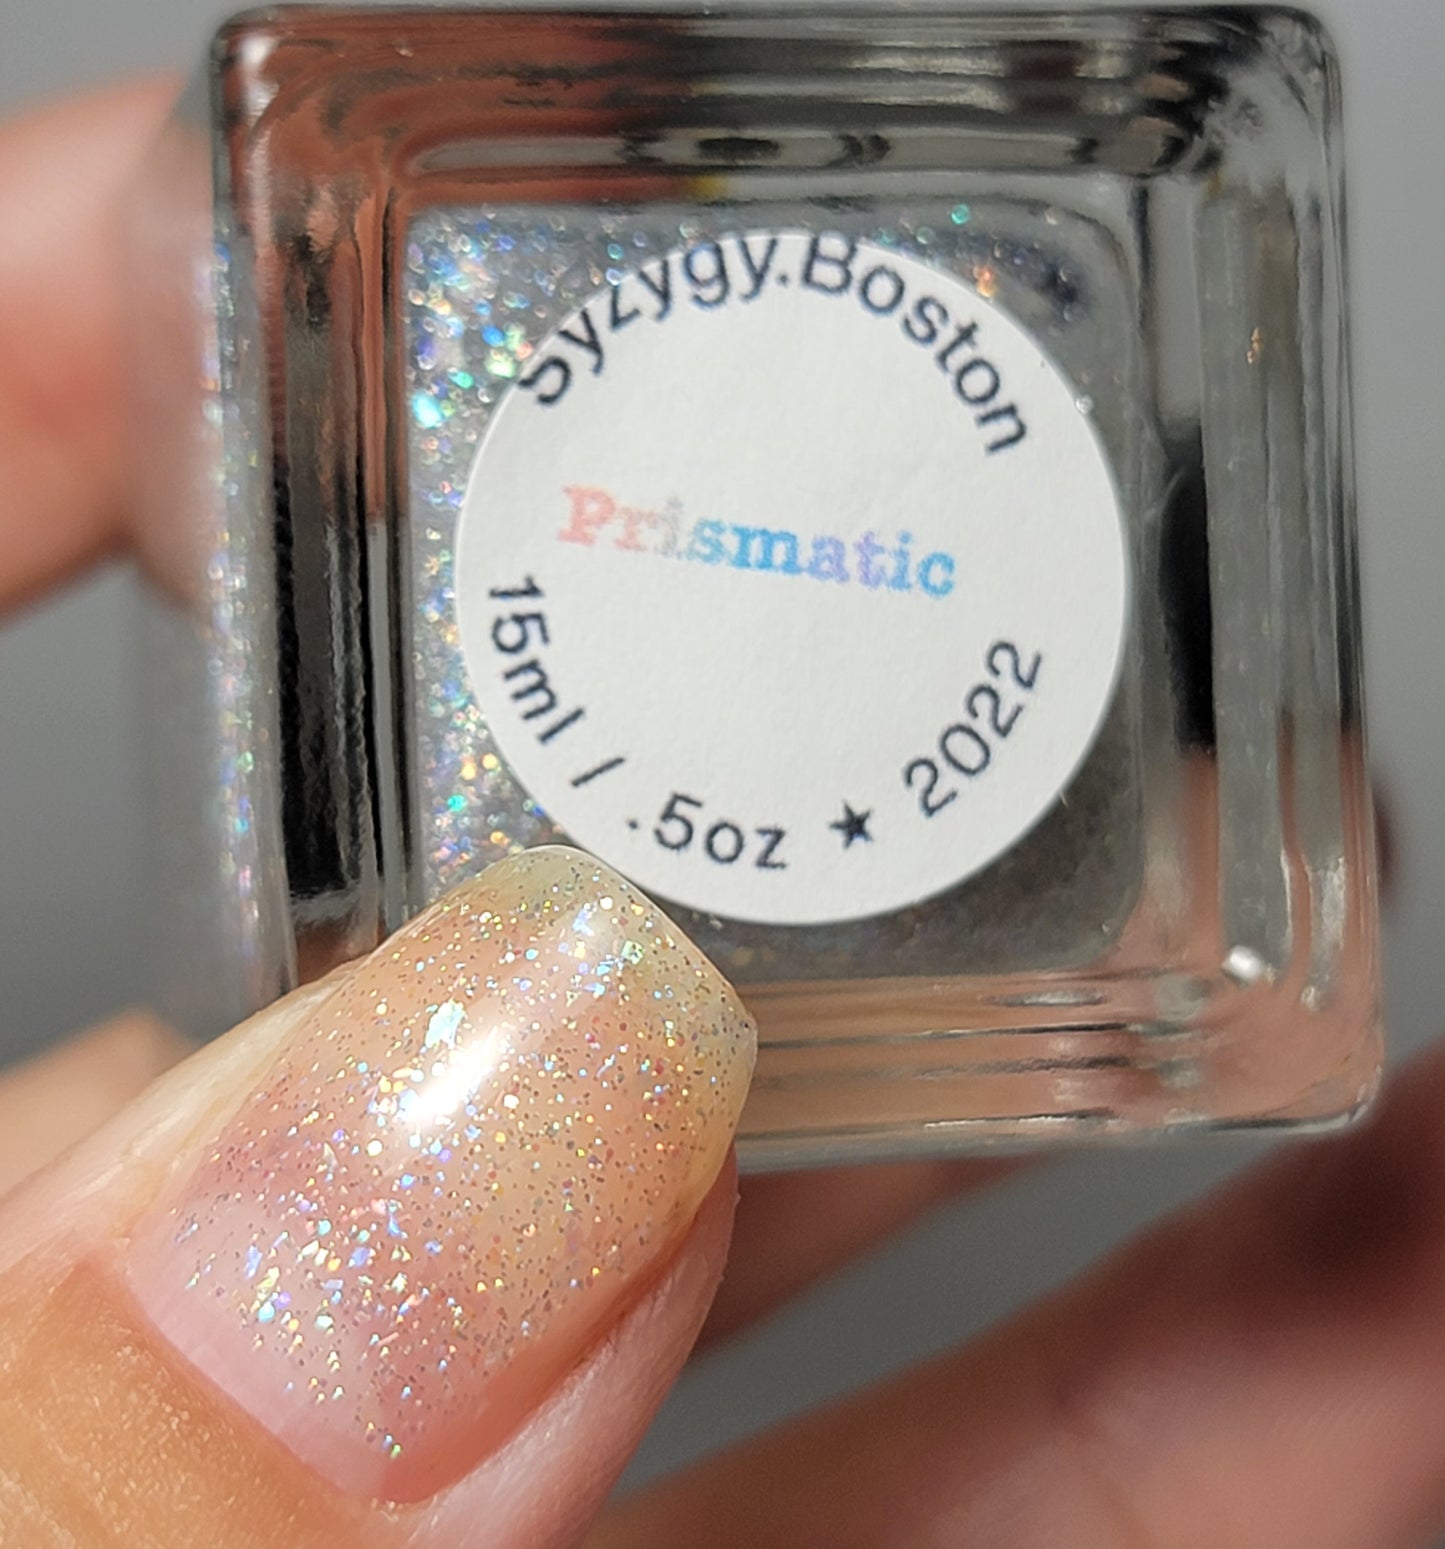 Syzygy.Boston
Prismatic
15ml / .5oz ★ 2022